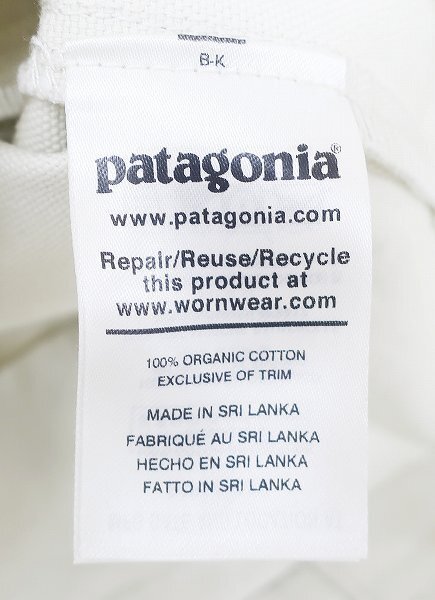 B-K
patagonia®
www.patagonia.com
Repair/Reuse/Recycle
this product at
www.wornwear.com
100% ORGANIC COTTON
EXCLUSIVE OF TRIM
MADE IN SRI LANKA
FABRIQUÉ AU SRI LANKA
HECHO EN SRI LANKA
FATTO IN SRI LANKA